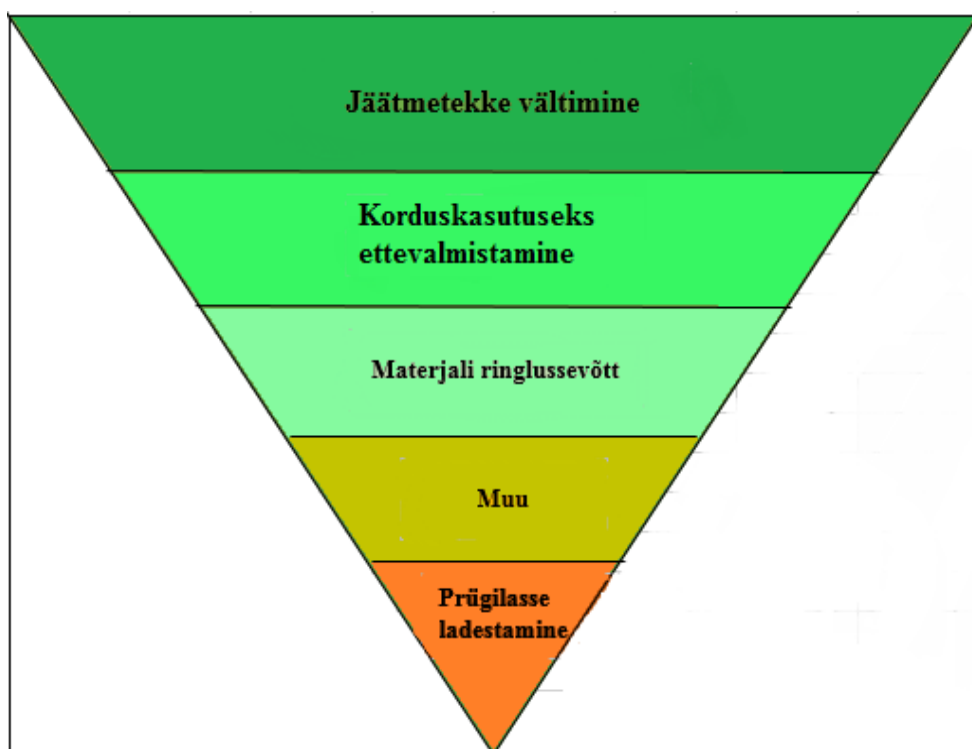 Jäätmetekke vältimine
Korduskasutuseks
ettevalmistamine
Materjali ringlussevõtt
Muu
Prügilasse
ladestamine